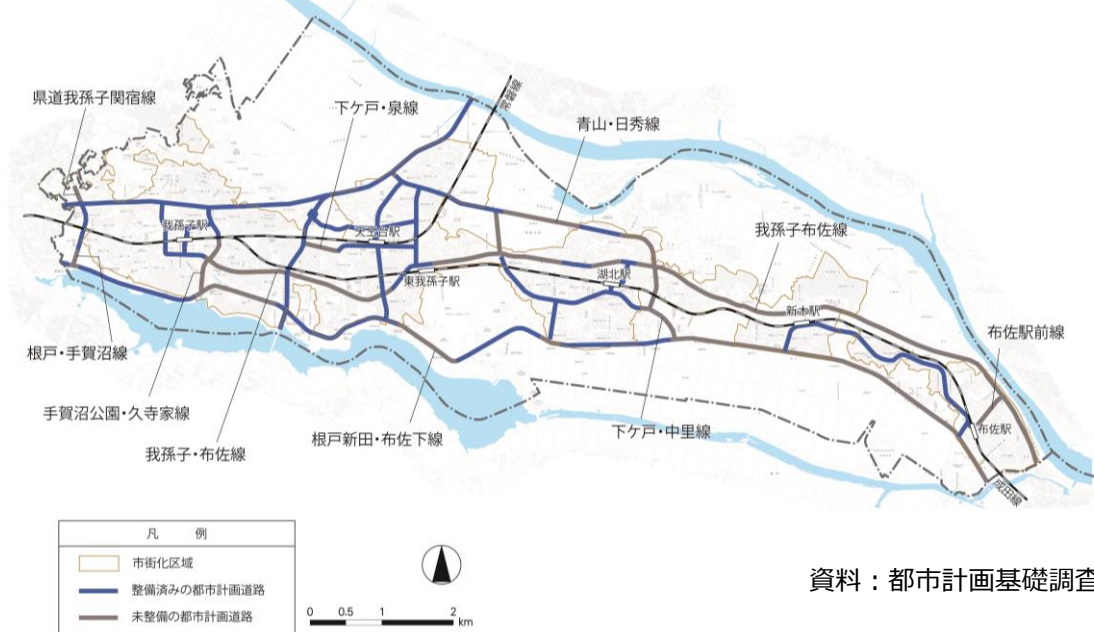 県道我孫子関宿線
下ケ戸・泉線
常磐線
青山・日秀線
我孫子駅
天王台駅
我孫子布佐線
東我孫子駅
湖北駅
新木駅
布佐駅前線
根戸・手賀沼線
手賀沼公園・久寺家線
我孫子・布佐線
根戸新田・布佐下線
下ケ戸・中里線
布佐駅
成田線
凡 例
市街化区域
整備済みの都市計画道路
未整備の都市計画道路
0 0.5 1 2 km
資料：都市計画基礎調査